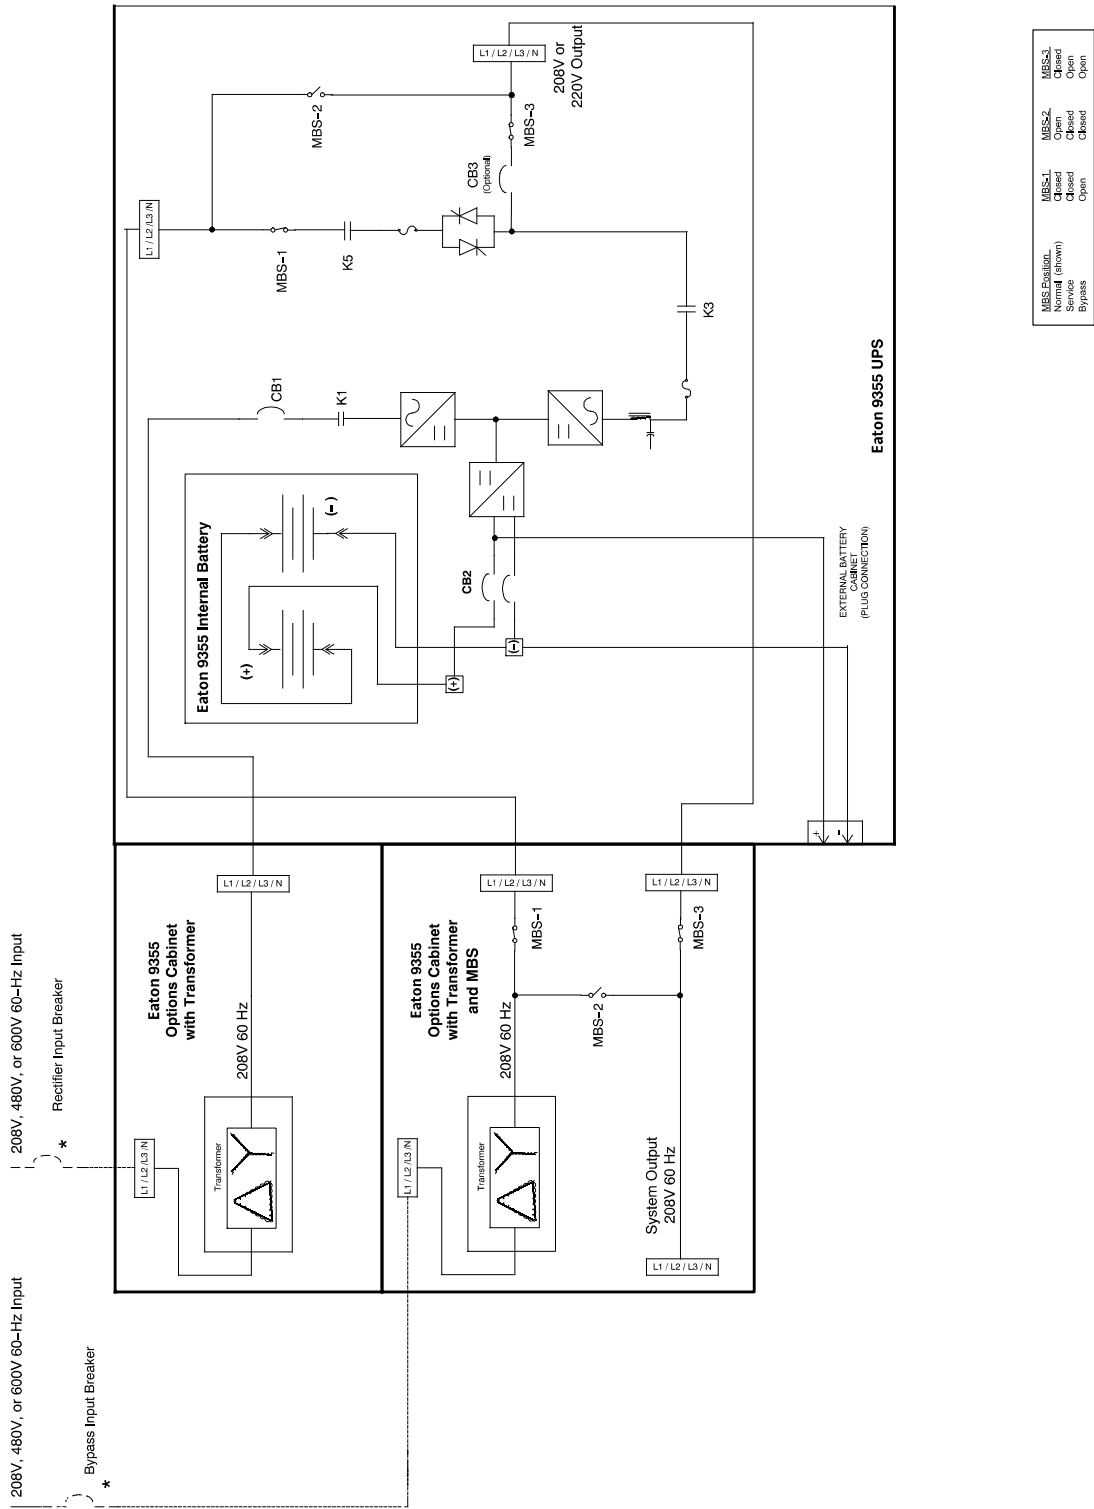 208V, 480V, or 600V 60-Hz Input
Bypass Input Breaker
*
208V, 480V, or 600V 60-Hz Input
Rectifier Input Breaker
*
Eaton 9355
Options Cabinet
with Transformer
L1 / L2 / L3 / N
Transformer
208V 60 Hz
L1 / L2 / L3 / N
Eaton 9355
Options Cabinet
with Transformer
and MBS
L1 / L2 / L3 / N
Transformer
208V 60 Hz
L1 / L2 / L3 / N
MBS-1
MBS-2
MBS-3
L1 / L2 / L3 / N
System Output
208V 60 Hz
L1 / L2 / L3 / N
Eaton 9355 Internal Battery
(+)
(-)
(+)
(-)
CB2
CB1
K1
L1 / L2 / L3 / N
MBS-1
K5
MBS-2
CB3
(Optional)
MBS-3
L1 / L2 / L3 / N
208V or
220V Output
K3
+
-
EXTERNAL BATTERY
CABINET
(PLUG CONNECTION)
Eaton 9355 UPS
MBS Position MBS-1 MBS-2 MBS-3
Normal (shown) Closed Open Closed
Service Closed Closed Open
Bypass Open Closed Open